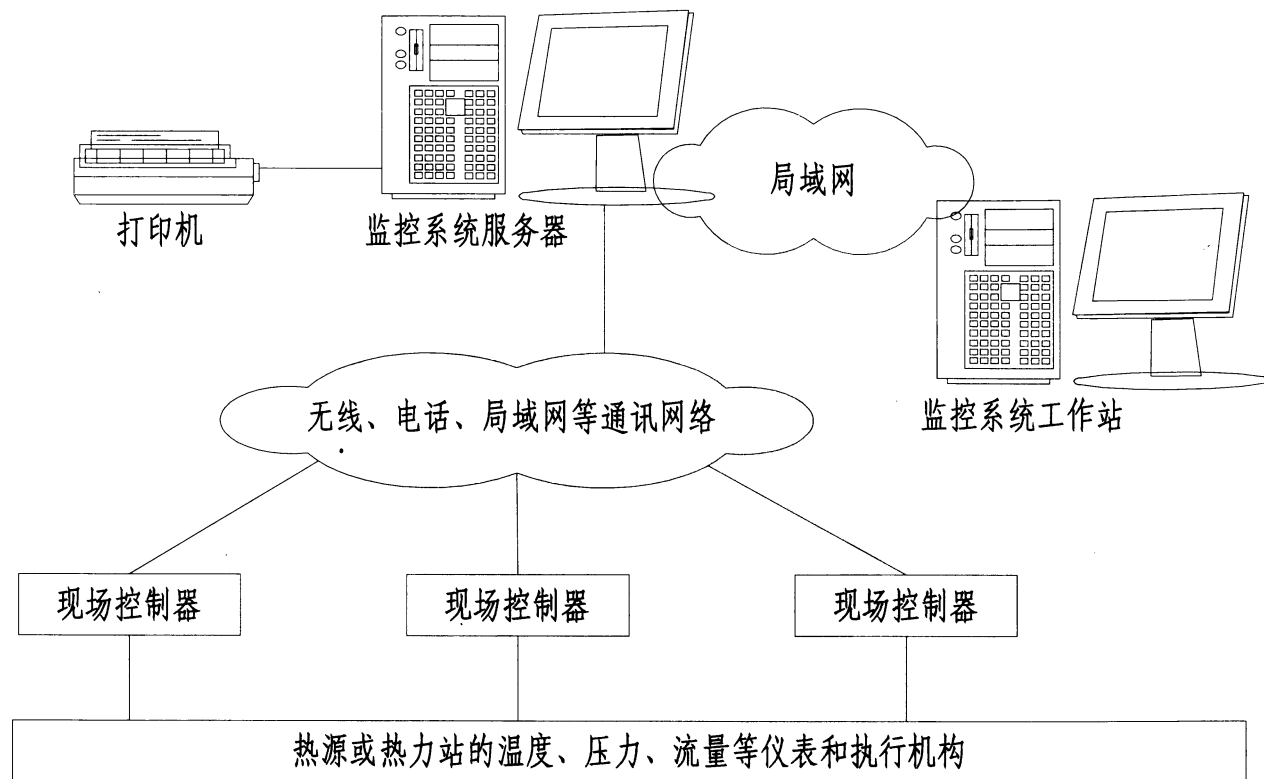 局域网
打印机
监控系统服务器
监控系统工作站
无线、电话、局域网等通讯网络
现场控制器
现场控制器
现场控制器
热源或热力站的温度、压力、流量等仪表和执行机构